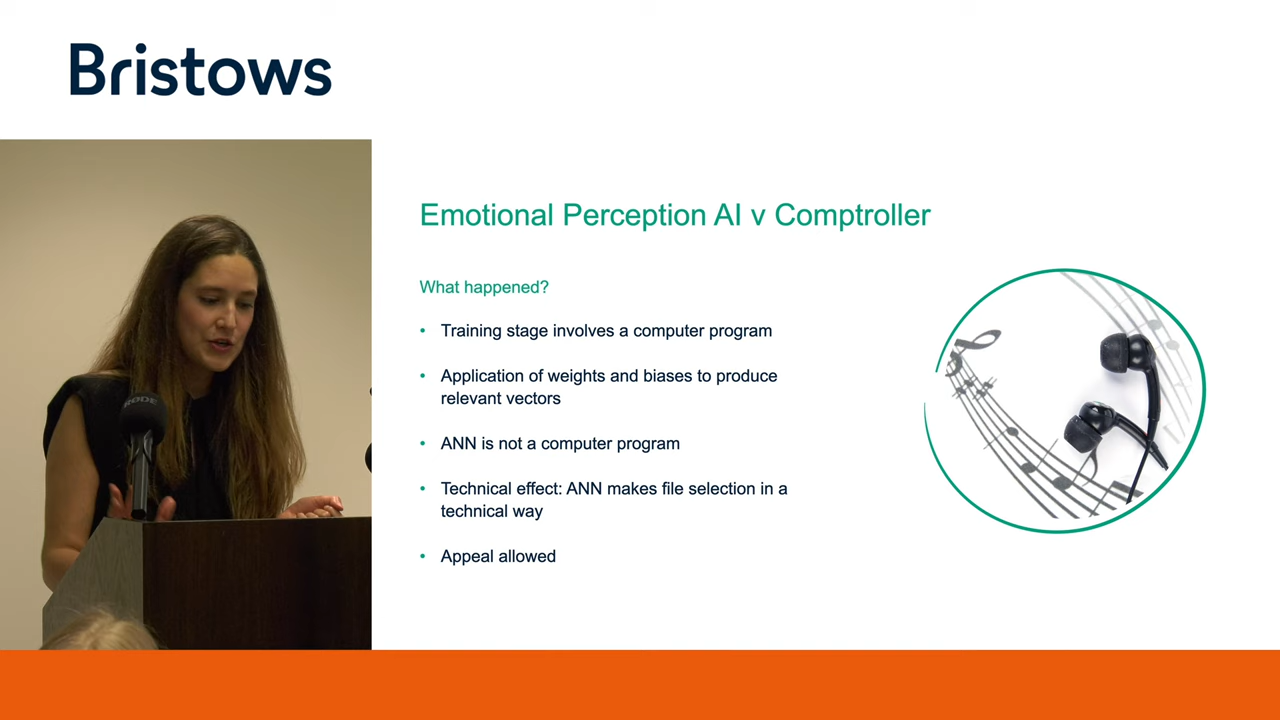 Bristows
Emotional Perception AI v Comptroller
What happened?
• Training stage involves a computer program
• Application of weights and biases to produce
relevant vectors
• ANN is not a computer program
• Technical effect: ANN makes file selection in a
technical way
• Appeal allowed
RODE